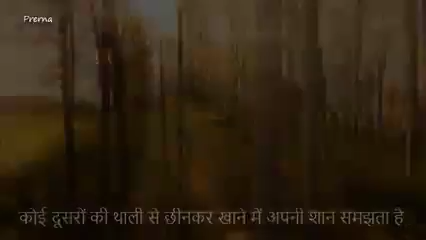 Prerna
कोई दूसरों की थाली से छीनकर खाने में अपनी शान समझता है